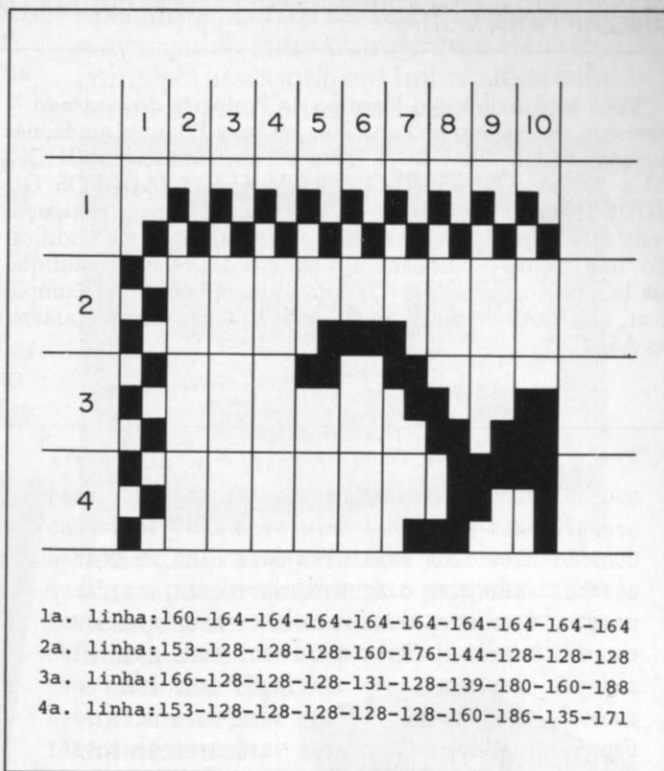 1 2 3 4 5 6 7 8 9 10
1
2
3
4
1a. linha:160-164-164-164-164-164-164-164-164-164
2a. linha:153-128-128-128-160-176-144-128-128-128
3a. linha:166-128-128-128-131-128-139-180-160-188
4a. linha:153-128-128-128-128-128-160-186-135-171